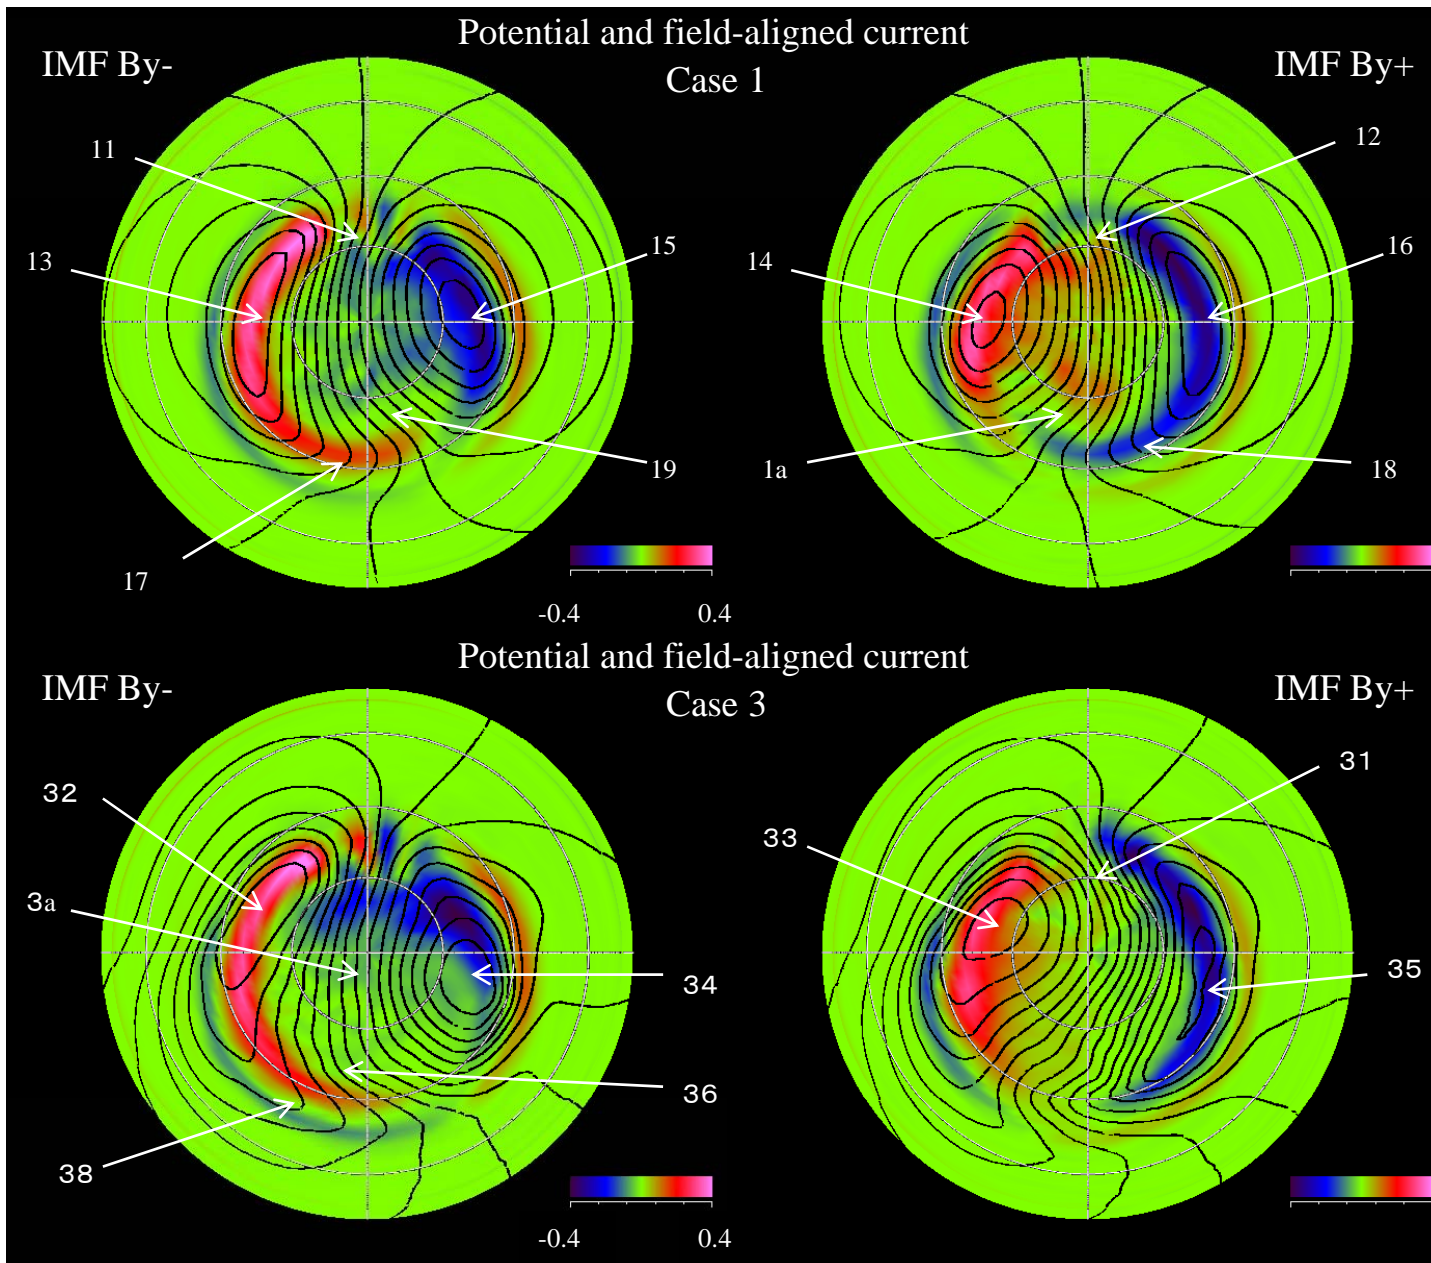 Potential and field-aligned current
IMF By-
Case 1
IMF By+
11
12
13
15
14
16
17
19
1a
18
-0.4
0.4
Potential and field-aligned current
IMF By-
Case 3
IMF By+
32
31
33
3a
34
35
36
38
-0.4
0.4